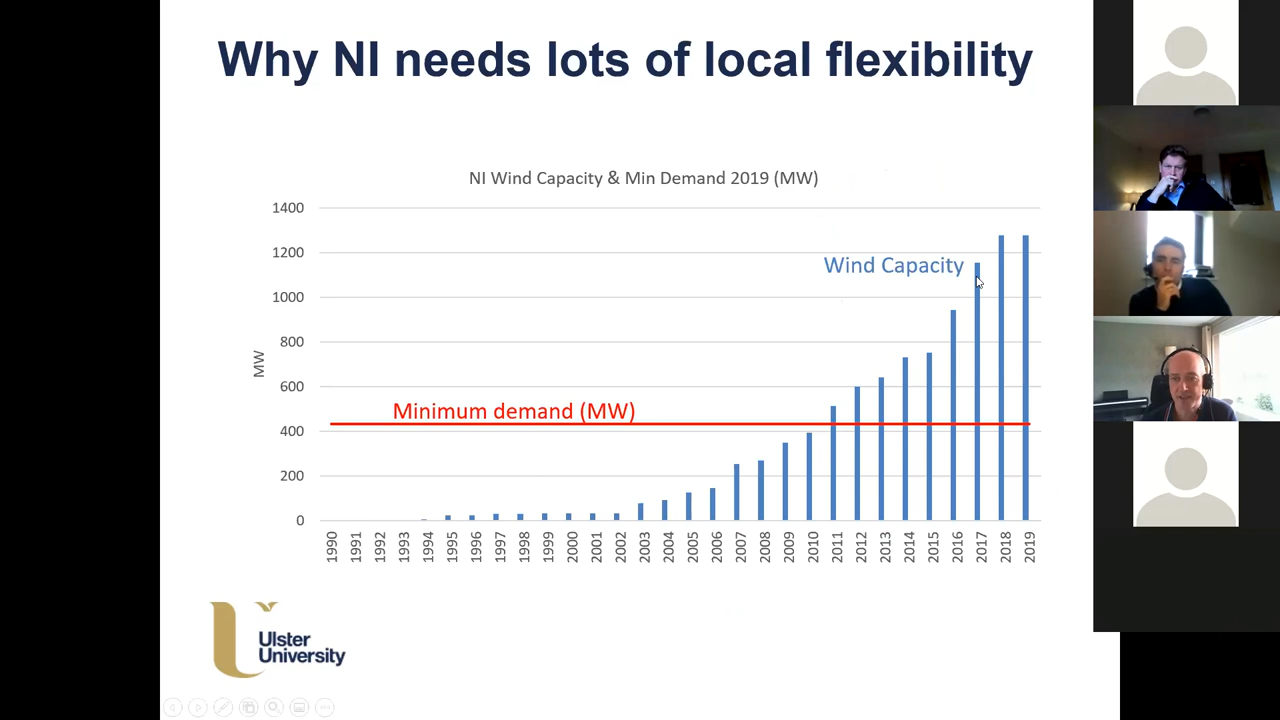 Why NI needs lots of local flexibility
NI Wind Capacity & Min Demand 2019 (MW)
1400
1200
1000
800
600
400
200
0
MW
Wind Capacity
Minimum demand (MW)
1990 1991 1992 1993 1994 1995 1996 1997 1998 1999 2000 2001 2002 2003 2004 2005 2006 2007 2008 2009 2010 2011 2012 2013 2014 2015 2016 2017 2018 2019
Ulster
University